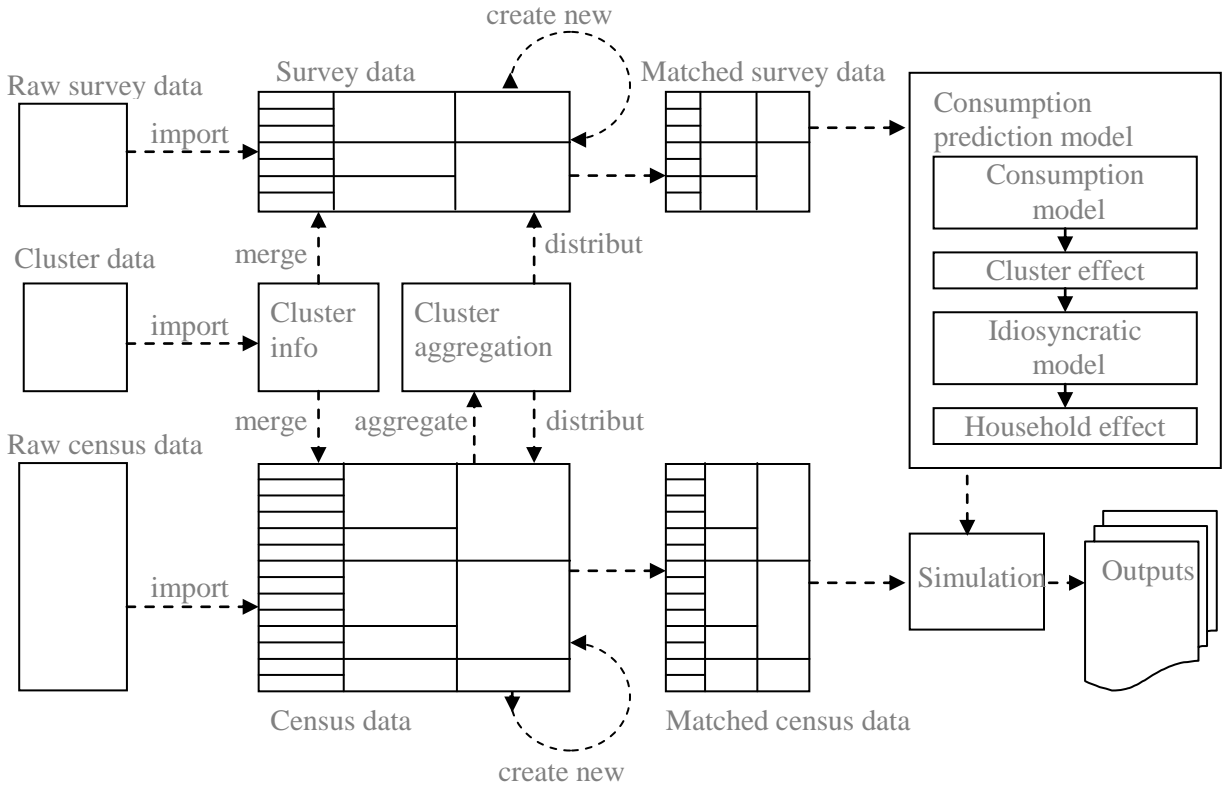 create new
Survey data
Matched survey data
Raw survey data
import
Consumption
prediction model
Consumption
model
Cluster effect
Idiosyncratic
model
Household effect
merge
distribut
Cluster data
import
Cluster
info
Cluster
aggregation
merge
aggregate
distribut
Raw census data
import
Simulation
Outputs
Census data
Matched census data
create new